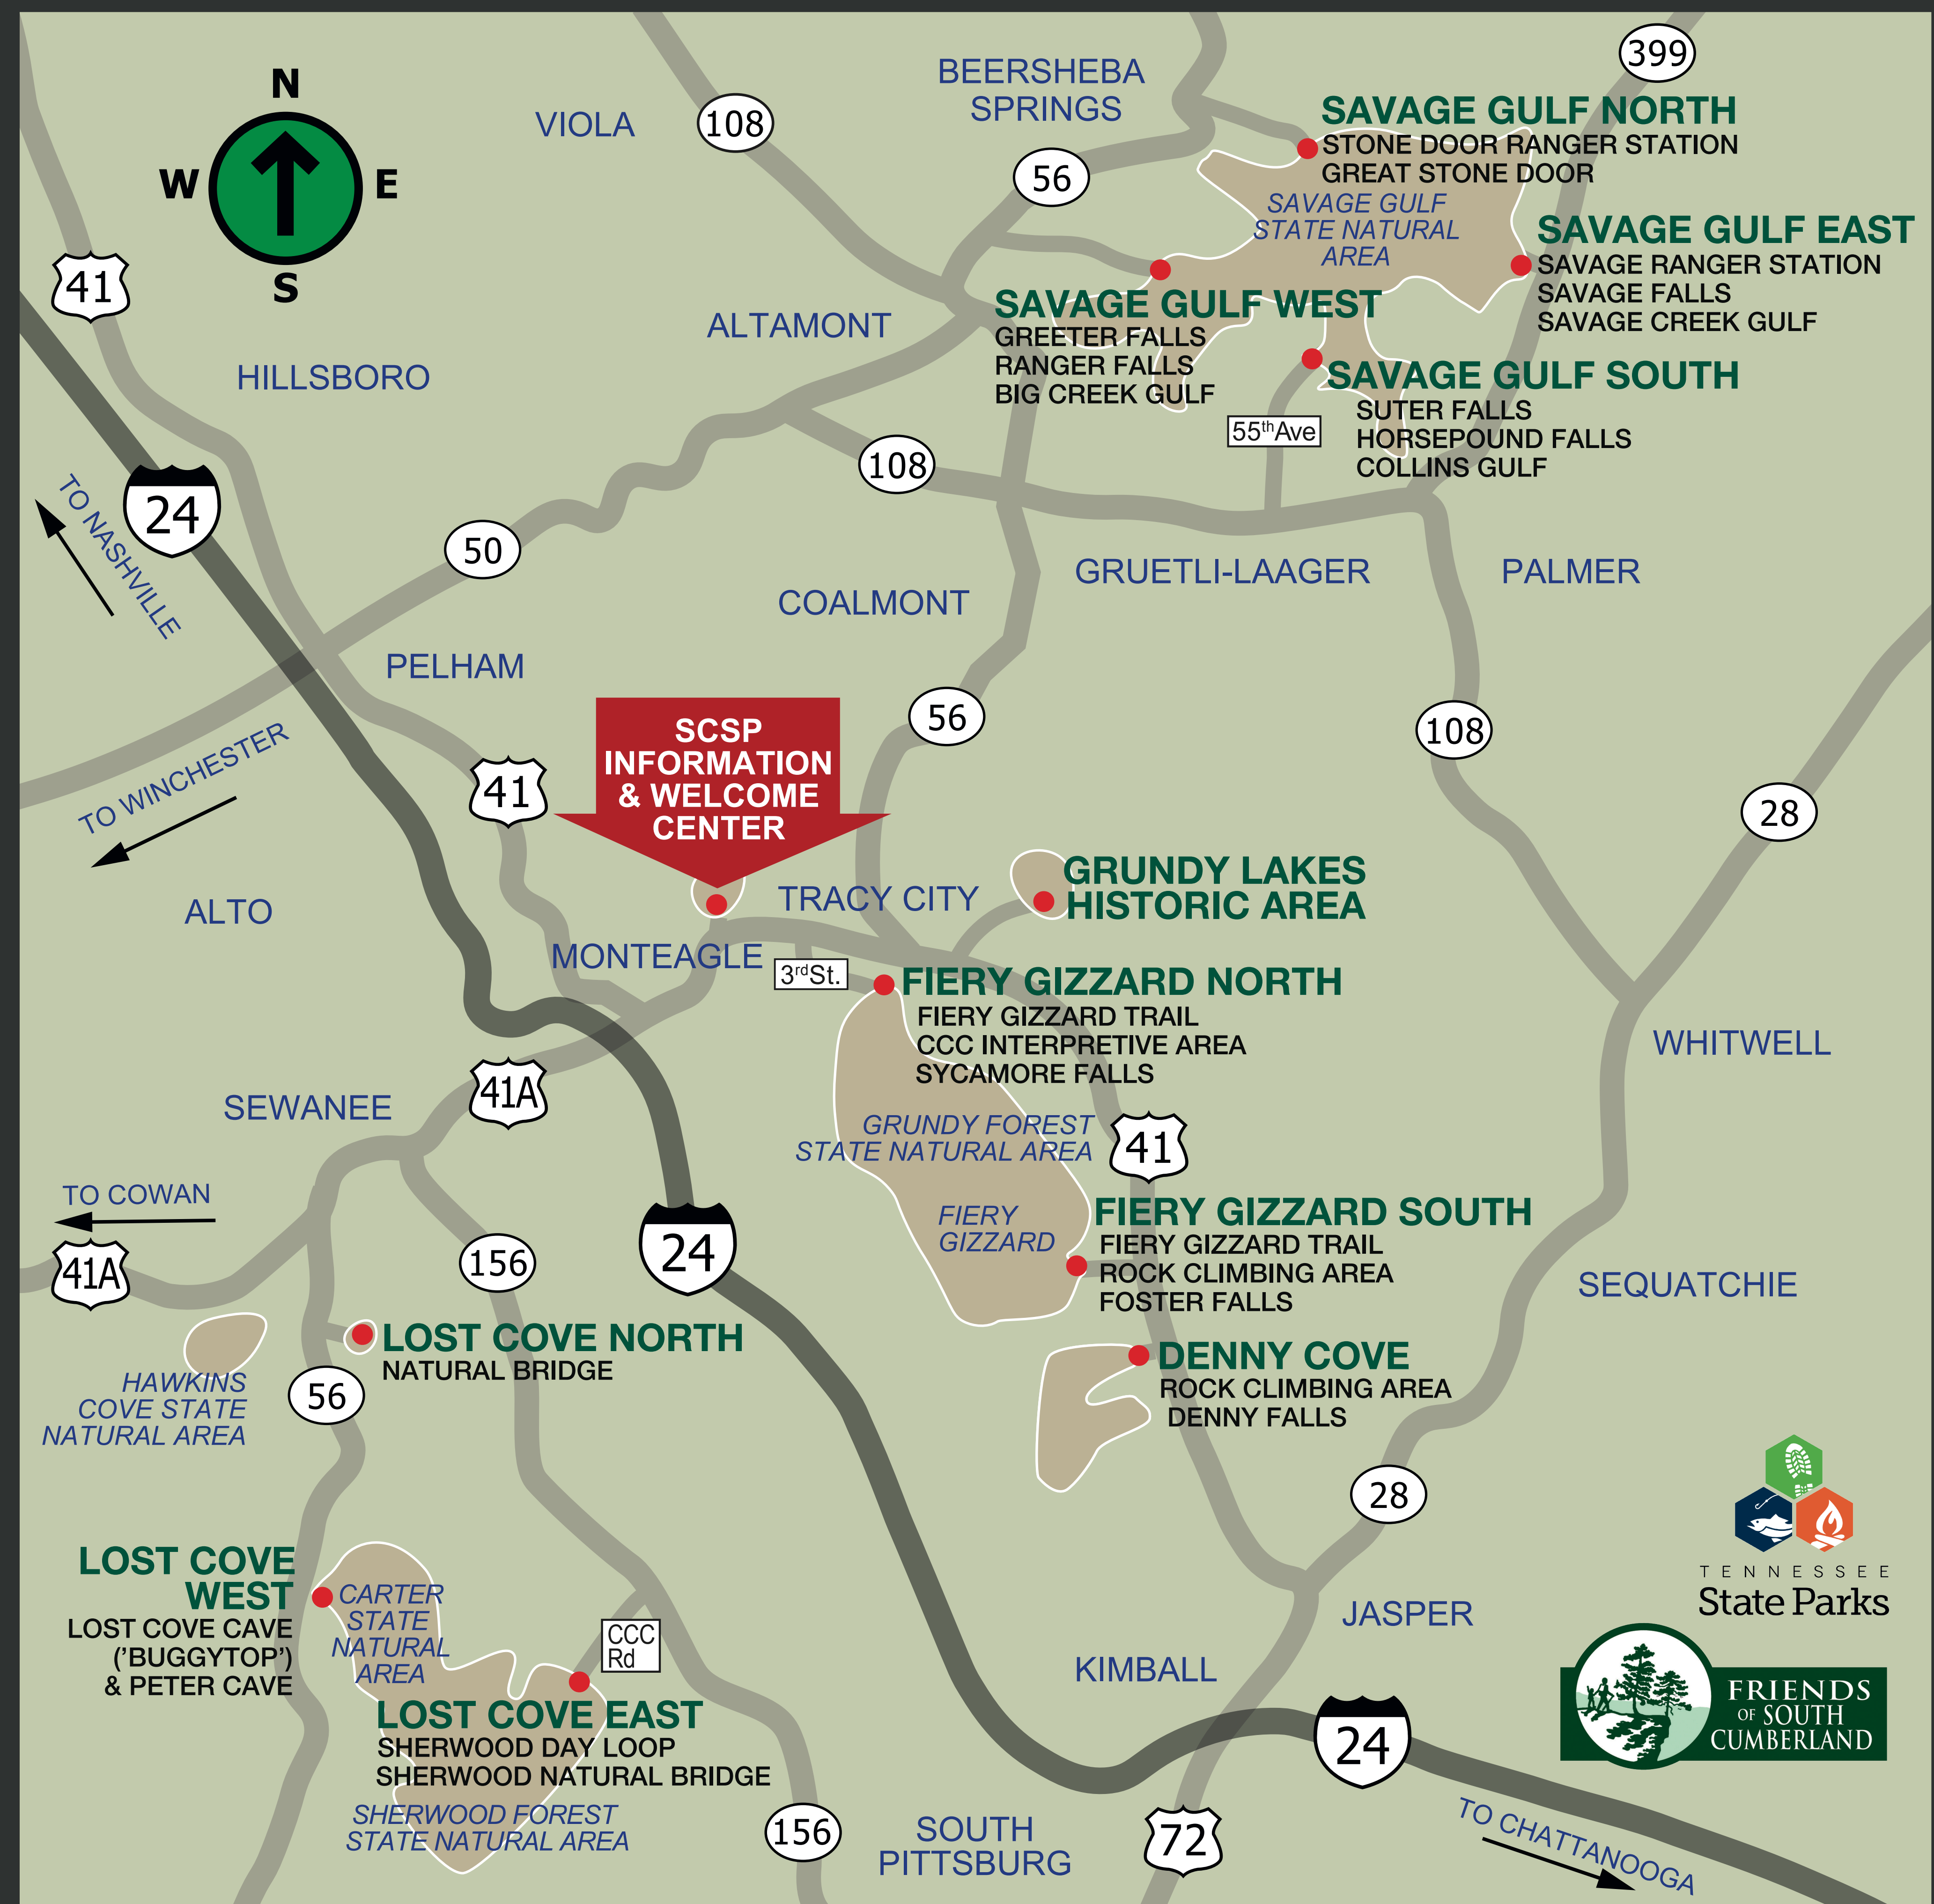 N
W
E
S
BEERSHEBA
SPRINGS
399
VIOLA
108
SAVAGE GULF NORTH
STONE DOOR RANGER STATION
GREAT STONE DOOR
56
SAVAGE GULF
STATE NATURAL
AREA
SAVAGE GULF EAST
SAVAGE RANGER STATION
SAVAGE FALLS
SAVAGE CREEK GULF
41
SAVAGE GULF WEST
GREETER FALLS
RANGER FALLS
BIG CREEK GULF
ALTAMONT
HILLSBORO
SAVAGE GULF SOUTH
SUTER FALLS
HORSEPOUND FALLS
COLLINS GULF
55thAve
108
24
TO NASHVILLE
50
GRUETLI-LAAGER
PALMER
COALMONT
PELHAM
56
108
SCSP
INFORMATION
& WELCOME
CENTER
TO WINCHESTER
41
28
GRUNDY LAKES
HISTORIC AREA
TRACY CITY
ALTO
MONTEAGLE
3rdSt.
FIERY GIZZARD NORTH
FIERY GIZZARD TRAIL
CCC INTERPRETIVE AREA
SYCAMORE FALLS
WHITWELL
41A
SEWANEE
GRUNDY FOREST
STATE NATURAL AREA
41
TO COWAN
41A
156
24
FIERY
GIZZARD
FIERY GIZZARD SOUTH
FIERY GIZZARD TRAIL
ROCK CLIMBING AREA
FOSTER FALLS
SEQUATCHIE
LOST COVE NORTH
NATURAL BRIDGE
DENNY COVE
ROCK CLIMBING AREA
DENNY FALLS
HAWKINS
COVE STATE
NATURAL AREA
56
28
LOST COVE
WEST
LOST COVE CAVE
('BUGGYTOP')
& PETER CAVE
CARTER
STATE
NATURAL
AREA
CCC
Rd
TENNESSEE
State Parks
JASPER
KIMBALL
LOST COVE EAST
SHERWOOD DAY LOOP
SHERWOOD NATURAL BRIDGE
SHERWOOD FOREST
STATE NATURAL AREA
FRIENDS
OF SOUTH
CUMBERLAND
24
156
SOUTH
PITTSBURG
72
TO CHATTANOOGA